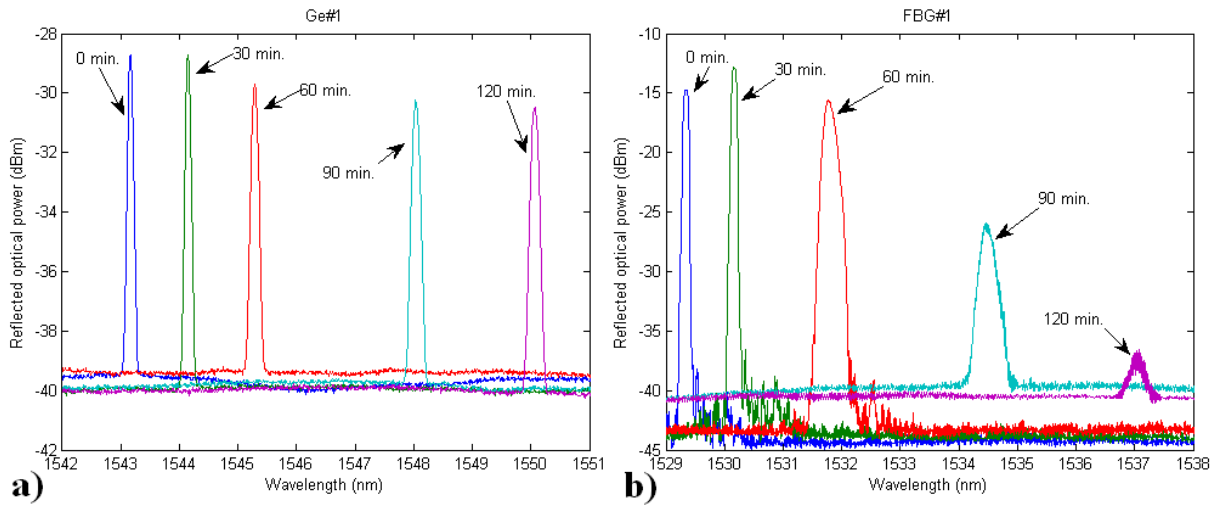 Ge#1
-28
-30
-32
-34
-36
-38
-40
-42
Reflected optical power (dBm)
0 min.
30 min.
60 min.
90 min.
120 min.
1542 1543 1544 1545 1546 1547 1548 1549 1550 1551
Wavelength (nm)
a)
FBG#1
-10
-15
-20
-25
-30
-35
-40
-45
Reflected optical power (dBm)
0 min.
30 min.
60 min.
90 min.
120 min.
1529 1530 1531 1532 1533 1534 1535 1536 1537 1538
Wavelength (nm)
b)